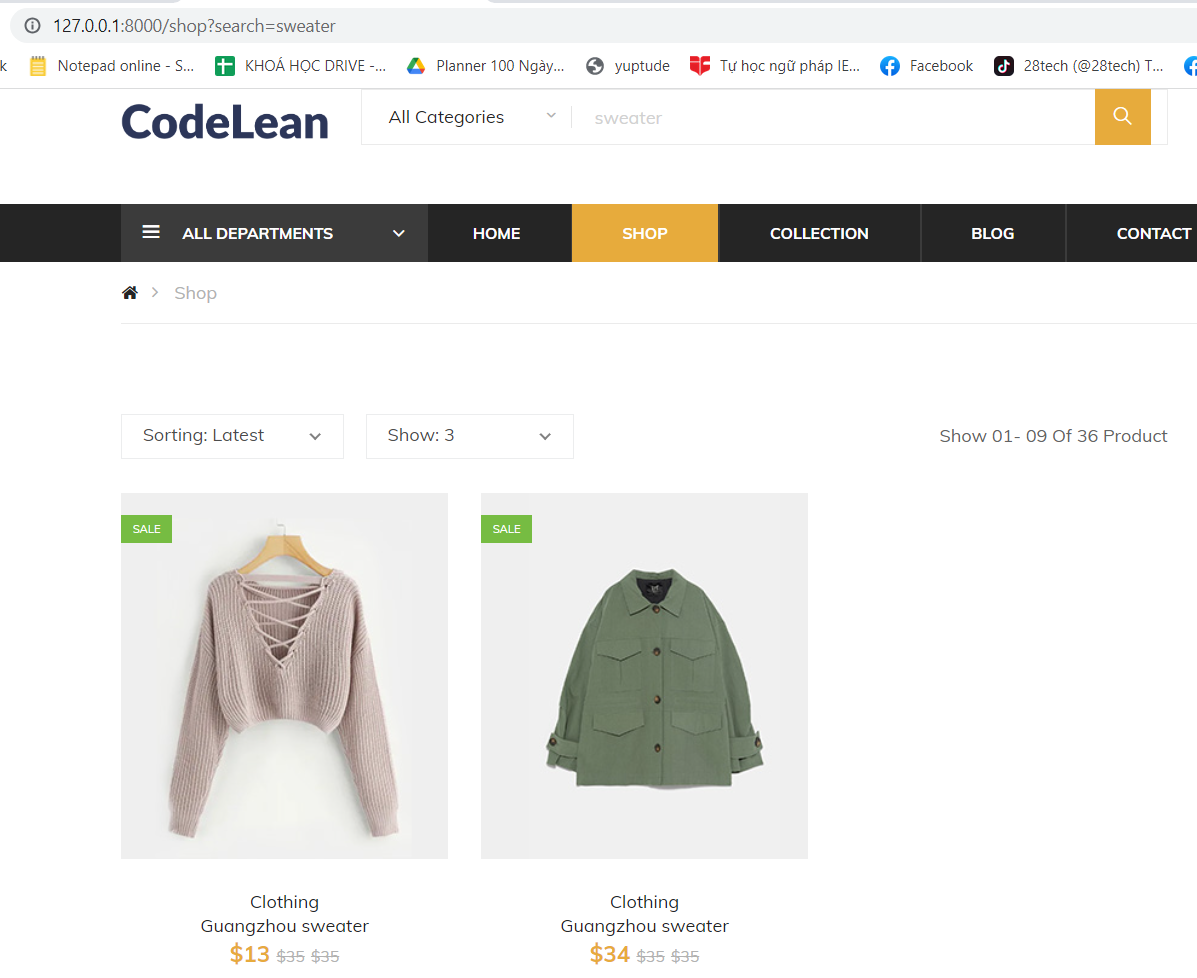 127.0.0.1:8000/shop?search=sweater
k Notepad online - S... KHOÁ HỌC DRIVE -... Planner 100 Ngày... yuptude Tự học ngữ pháp IE... Facebook 28tech (@28tech) T...
CodeLean All Categories sweater
ALL DEPARTMENTS HOME SHOP COLLECTION BLOG CONTACT
Shop
Sorting: Latest Show: 3 Show 01- 09 Of 36 Product
SALE SALE
Clothing Clothing
Guangzhou sweater Guangzhou sweater
$13 $35 $35 $34 $35 $35